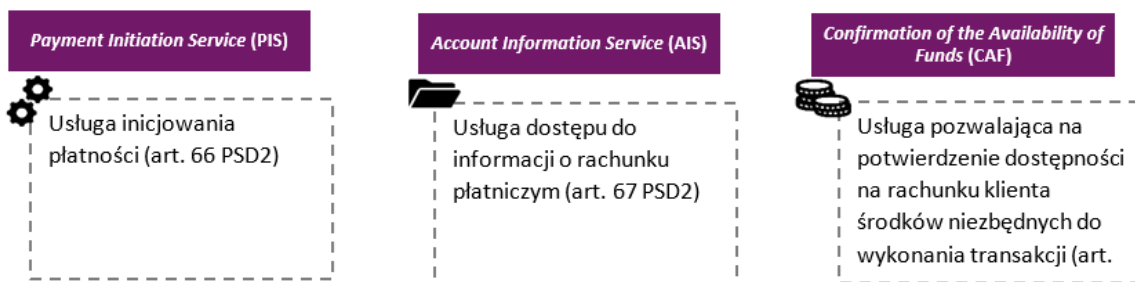 Payment Initiation Service (PIS)
Usługa inicjowania
płatności (art. 66 PSD2)
Account Information Service (AIS)
Usługa dostępu do
informacji o rachunku
płatniczym (art. 67 PSD2)
Confirmation of the Availability of
Funds (CAF)
Usługa pozwalająca na
potwierdzenie dostępności
na rachunku klienta
środków niezbędnych do
wykonania transakcji (art.